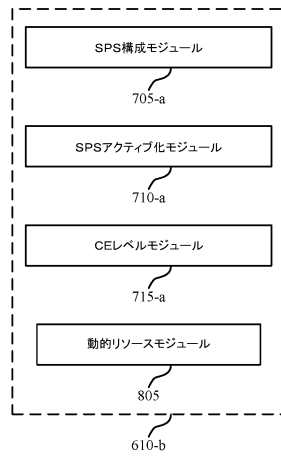 SPS構成モジュール
705-a
SPSアクティブ化モジュール
710-a
CEレベルモジュール
715-a
動的リソースモジュール
805
610-b